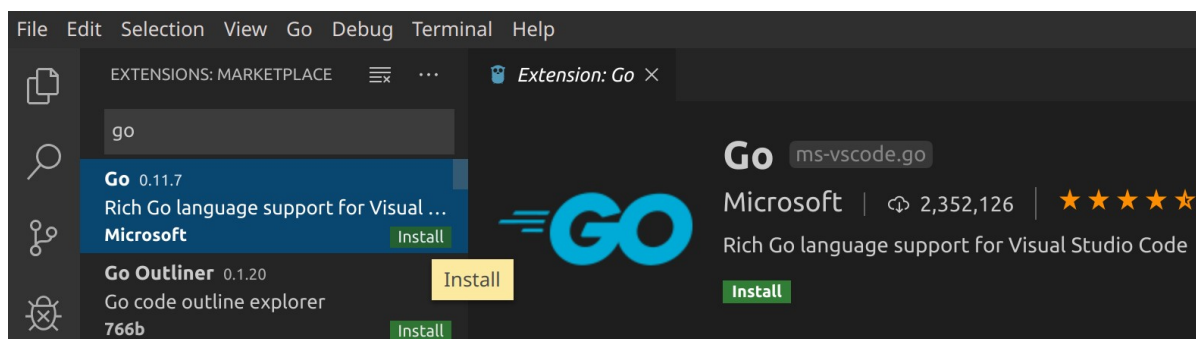 File Edit Selection View Go Debug Terminal Help
EXTENSIONS: MARKETPLACE
go
Go 0.11.7
Rich Go language support for Visual ...
Microsoft Install
Go Outliner 0.1.20
Go code outline explorer
766b Install
Install
Extension: Go
GO
Go ms-vscode.go
Microsoft | 2,352,126 |
Rich Go language support for Visual Studio Code
Install